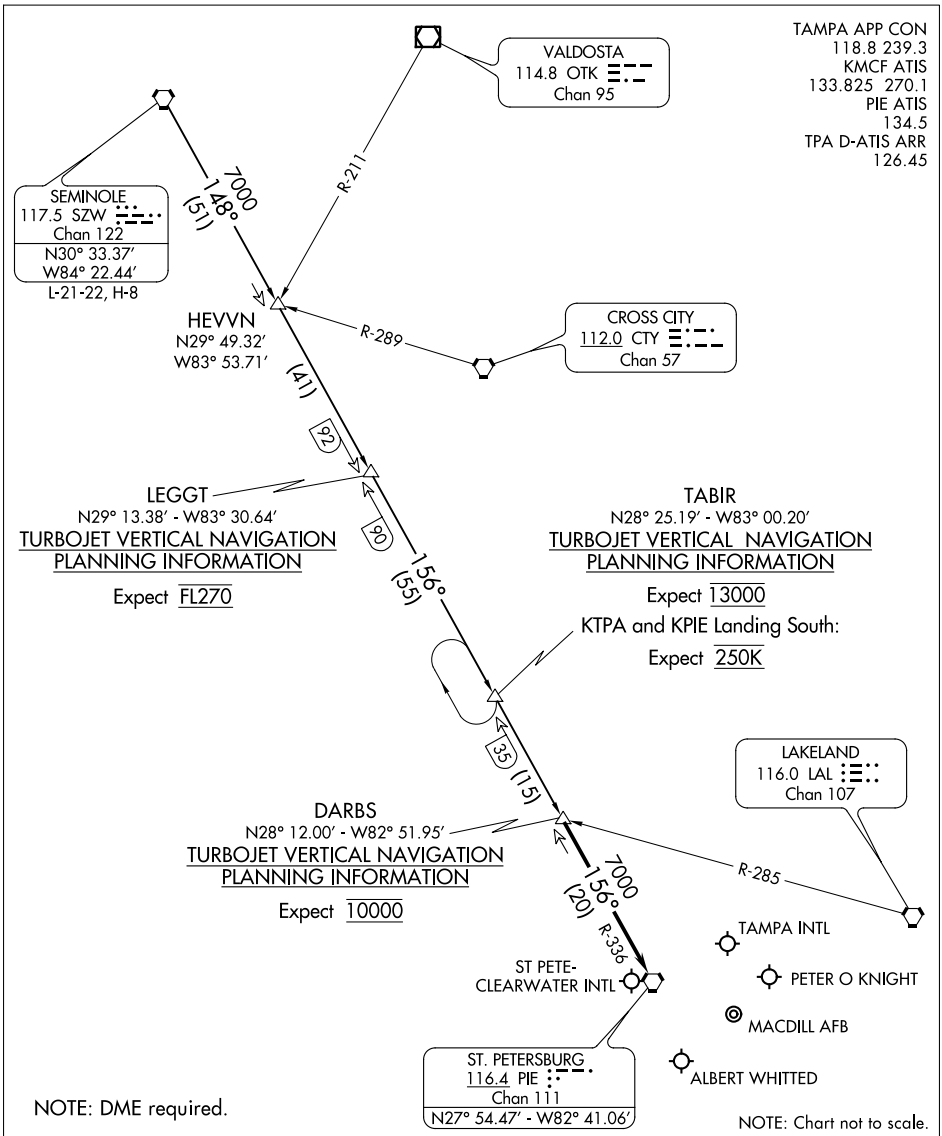 TAMPA APP CON
118.8 239.3
KMCF ATIS
133.825 270.1
PIE ATIS
134.5
TPA D-ATIS ARR
126.45
VALDOSTA
114.8 OTK
Chan 95
SEMINOLE
117.5 SZW
Chan 122
N30° 33.37'
W84° 22.44'
L-21-22, H-8
7000
148°
(51)
R-211
HEVVN
N29° 49.32'
W83° 53.71'
R-289
CROSS CITY
112.0 CTY
Chan 57
(41)
92
LEGGT
N29° 13.38' - W83° 30.64'
TURBOJET VERTICAL NAVIGATION
PLANNING INFORMATION
Expect FL270
90
156°
(55)
TABIR
N28° 25.19' - W83° 00.20'
TURBOJET VERTICAL NAVIGATION
PLANNING INFORMATION
Expect 13000
KTPA and KPIE Landing South:
Expect 250K
35
(15)
LAKELAND
116.0 LAL
Chan 107
DARBS
N28° 12.00' - W82° 51.95'
TURBOJET VERTICAL NAVIGATION
PLANNING INFORMATION
Expect 10000
R-285
7000
156°
(20)
R-336
TAMPA INTL
ST PETE-
CLEARWATER INTL
PETER O KNIGHT
MACDILL AFB
ALBERT WHITTED
ST. PETERSBURG
116.4 PIE
Chan 111
N27° 54.47' - W82° 41.06'
NOTE: DME required.
NOTE: Chart not to scale.